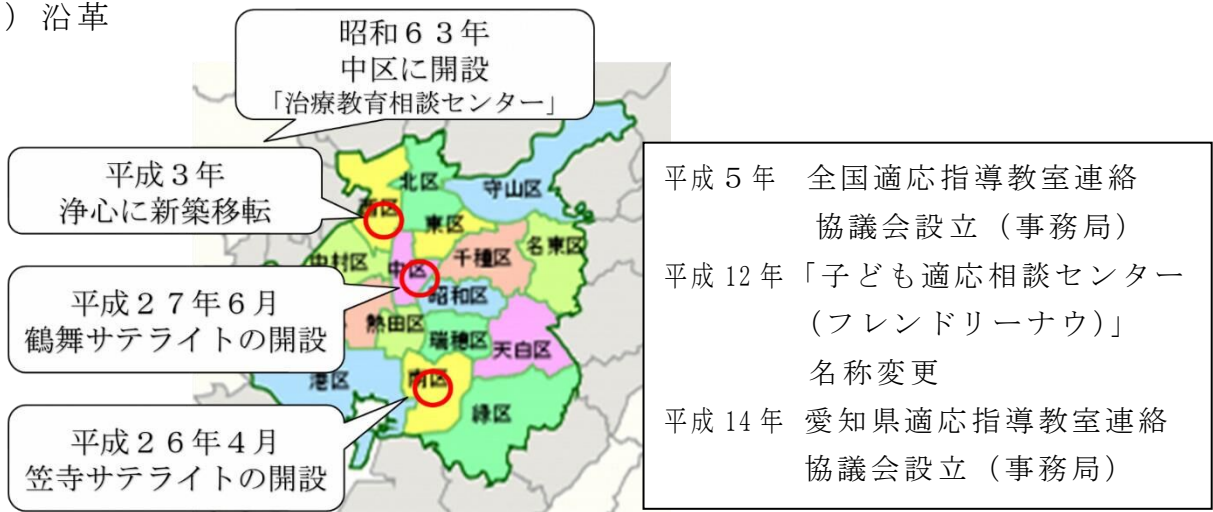 ）沿革
昭和６３年
中区に開設
「治療教育相談センター」
平成３年
浄心に新築移転
平成２７年６月
鶴舞サテライトの開設
平成２６年４月
笠寺サテライトの開設
北区
守山区
西区
東区
名東区
千種区
中村区
中区
昭和区
熱田区
瑞穂区
天白区
港区
南区
緑区
平成５年　全国適応指導教室連絡
協議会設立（事務局）
平成12年「子ども適応相談センター
(フレンドリーナウ)」
名称変更
平成14年 愛知県適応指導教室連絡
協議会設立（事務局）